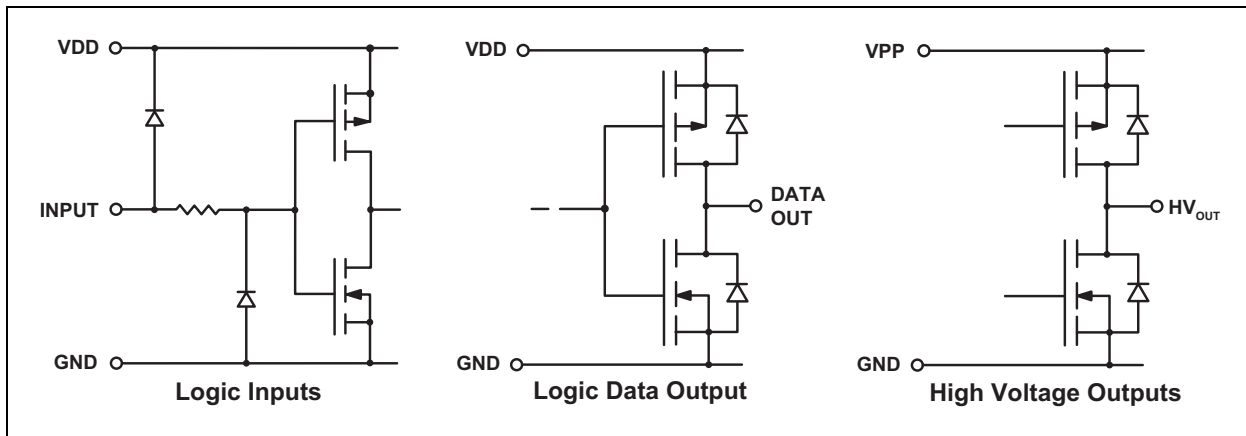 VDD
INPUT
GND
Logic Inputs
VDD
DATA
OUT
GND
Logic Data Output
VPP
HVOUT
GND
High Voltage Outputs